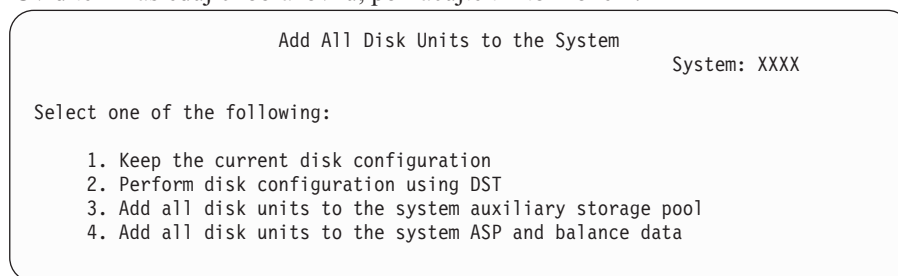 Add All Disk Units to the System
System: XXXX
Select one of the following:
1. Keep the current disk configuration
2. Perform disk configuration using DST
3. Add all disk units to the system auxiliary storage pool
4. Add all disk units to the system ASP and balance data